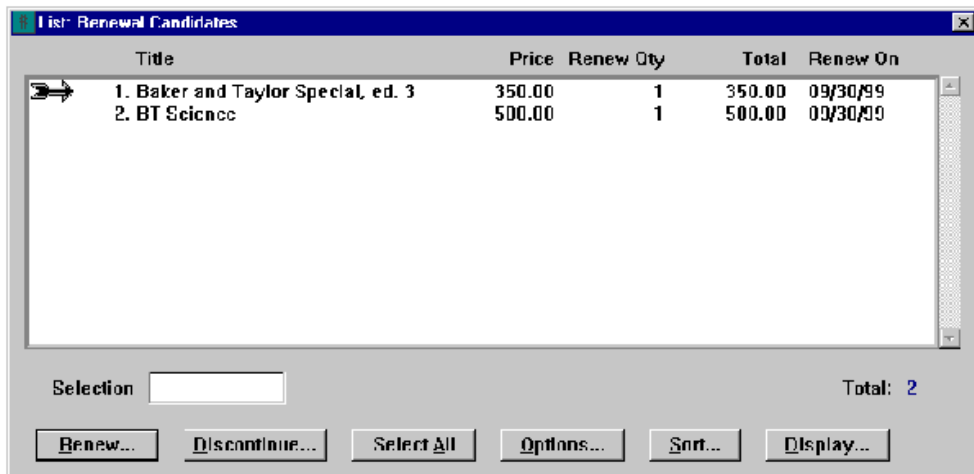 List: Renewal Candidates
Title Price Renew Qty Total Renew On
1. Baker and Taylor Special, ed. 3 350.00 1 350.00 09/30/99
2. BT Science 500.00 1 500.00 09/30/99
Selection Total: 2
Renew... Discontinue... Select All Options... Sort... Display...